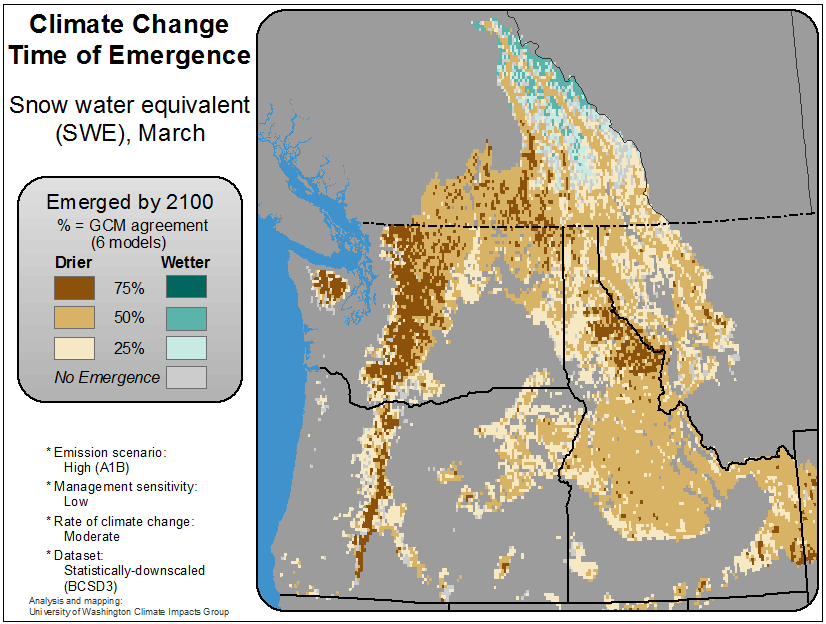 Climate Change
Time of Emergence
Snow water equivalent
(SWE), March
Emerged by 2100
% = GCM agreement
(6 models)
Drier Wetter
75%
50%
25%
No Emergence
* Emission scenario:
High (A1B)
* Management sensitivity:
Low
* Rate of climate change:
Moderate
* Dataset:
Statistically-downscaled
(BCSD3)
Analysis and mapping:
University of Washington Climate Impacts Group